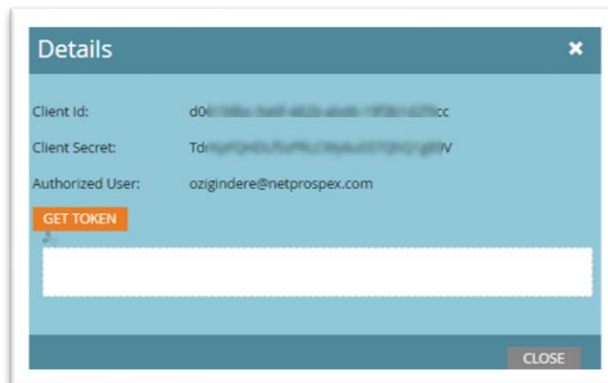 Details
Client Id:
Client Secret:
Authorized User: ozigindere@netprospex.com
GET TOKEN
CLOSE